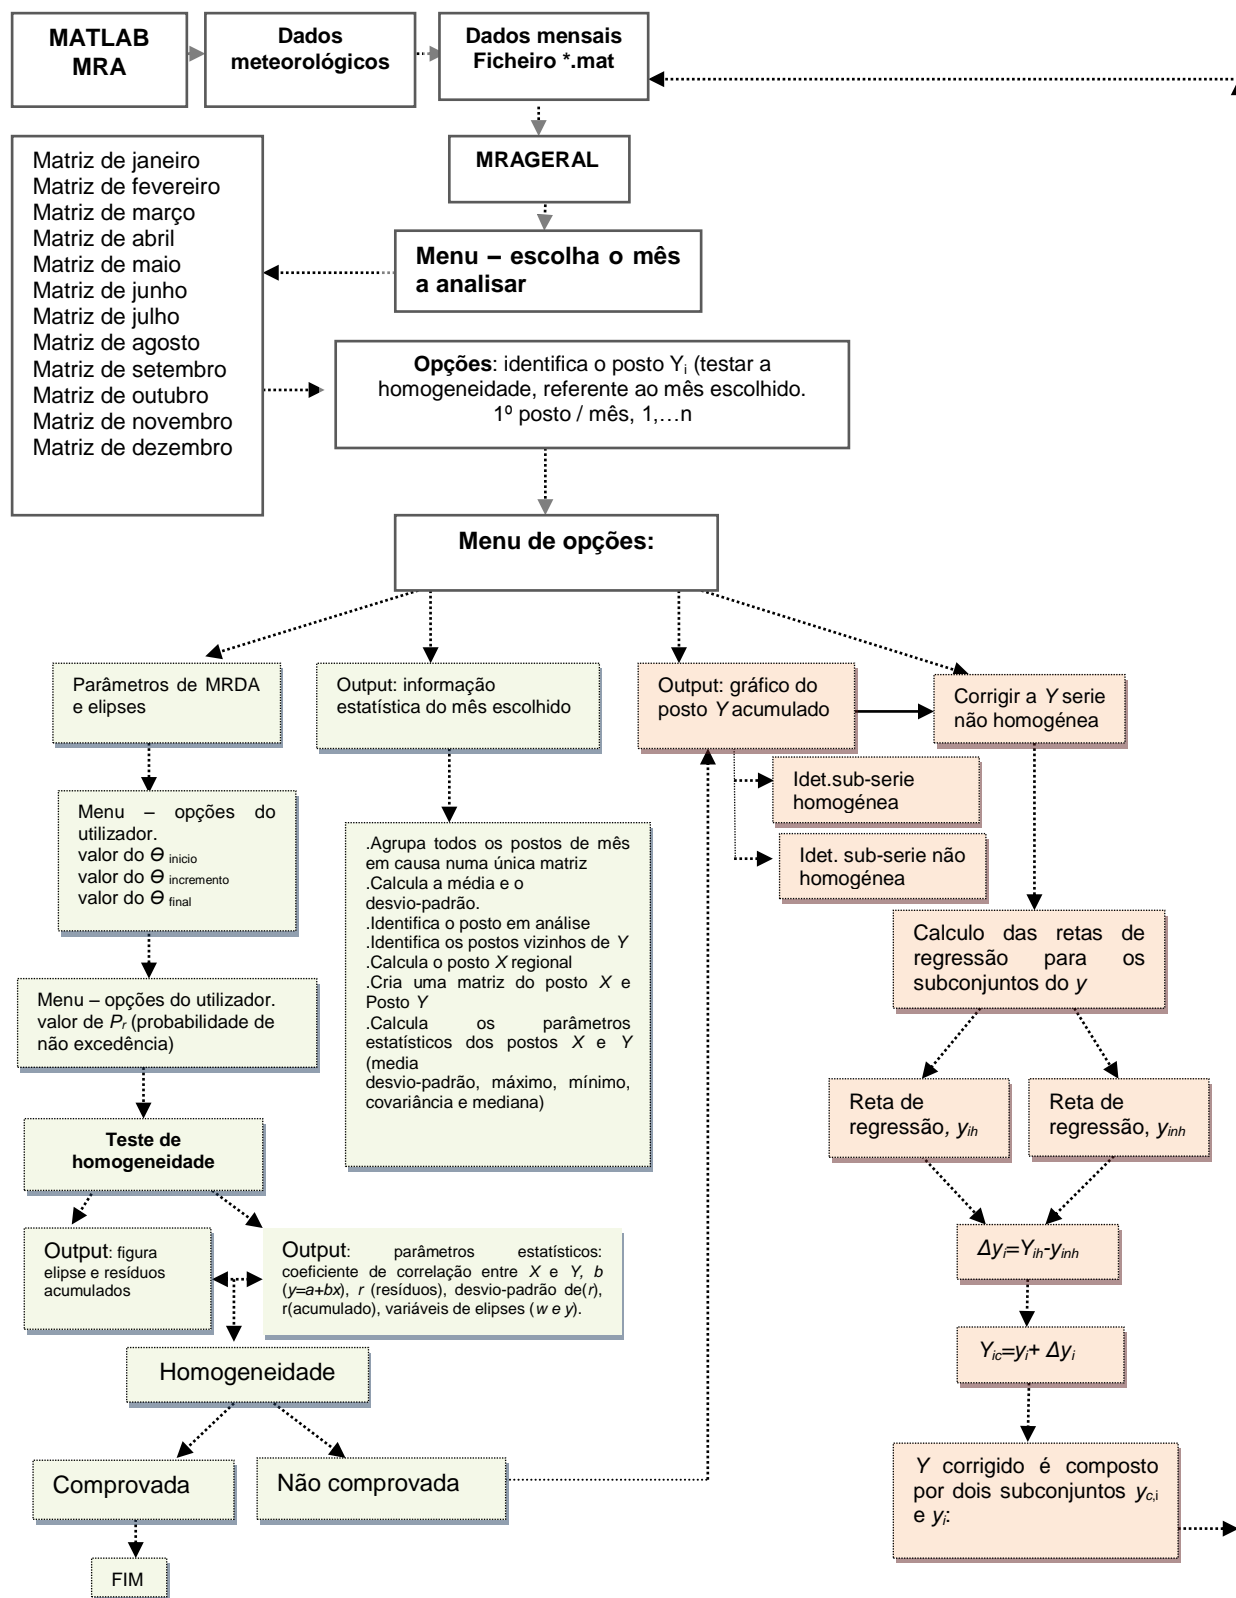 MATLAB
MRA
Dados
meteorológicos
Dados mensais
Ficheiro *.mat
MRAGERAL
Menu – escolha o mês
a analisar
Matriz de janeiro
Matriz de fevereiro
Matriz de março
Matriz de abril
Matriz de maio
Matriz de junho
Matriz de julho
Matriz de agosto
Matriz de setembro
Matriz de outubro
Matriz de novembro
Matriz de dezembro
Opções: identifica o posto Yi (testar a
homogeneidade, referente ao mês escolhido.
1º posto / mês, 1,…n
Menu de opções:
Parâmetros de MRDA
e elipses
Output: informação
estatística do mês escolhido
Output: gráfico do
posto Y acumulado
Corrigir a Y serie
não homogénea
Idet.sub-serie
homogénea
Idet. sub-serie não
homogénea
Menu – opções do
utilizador.
valor do Ɵ inicio
valor do Ɵ incremento
valor do Ɵ final
.Agrupa todos os postos de mês
em causa numa única matriz
.Calcula a média e o
desvio-padrão.
.Identifica o posto em análise
.Identifica os postos vizinhos de Y
.Calcula o posto X regional
.Cria uma matriz do posto X e
Posto Y
.Calcula os parâmetros
estatísticos dos postos X e Y
(media
desvio-padrão, máximo, mínimo,
covariância e mediana)
Calculo das retas de
regressão para os
subconjuntos do y
Menu – opções do utilizador.
valor de Pr (probabilidade de
não excedência)
Reta de
regressão, yih
Reta de
regressão, yinh
Teste de
homogeneidade
Output: figura
elipse e resíduos
acumulados
Output: parâmetros estatísticos:
coeficiente de correlação entre X e Y, b
(y=a+bx), r (resíduos), desvio-padrão de(r),
r(acumulado), variáveis de elipses (w e y).
Δyi=Yih-yinh
Yic=yi+ Δyi
Homogeneidade
Comprovada
Não comprovada
Y corrigido é composto
por dois subconjuntos yc,i
e yi:
FIM